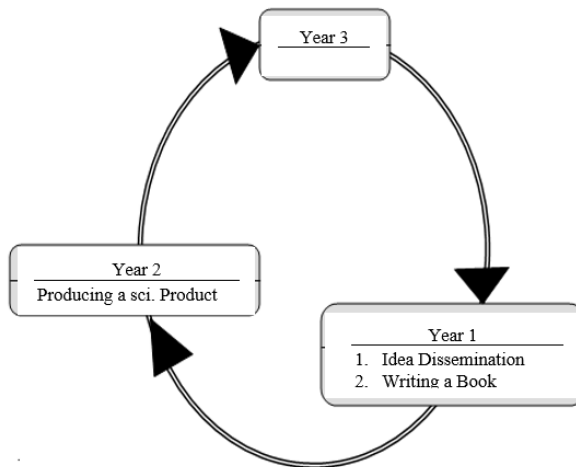 Year 3
Year 2
Producing a sci. Product
Year 1
1. Idea Dissemination
2. Writing a Book